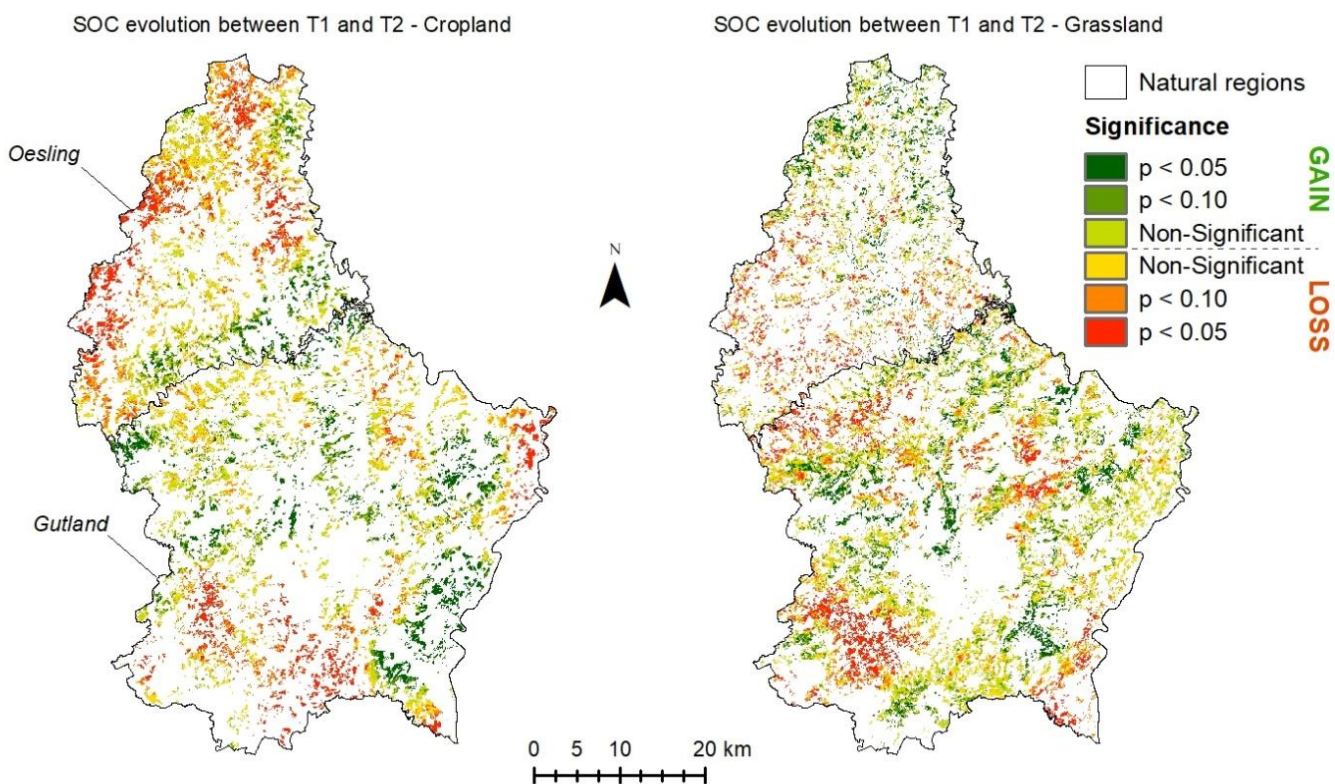 SOC evolution between T1 and T2 - Cropland
SOC evolution between T1 and T2 - Grassland
Oesling
Gutland
N
0 5 10 20 km
Natural regions
Significance
p < 0.05
p < 0.10
Non-Significant
Non-Significant
p < 0.10
p < 0.05
GAIN
LOSS